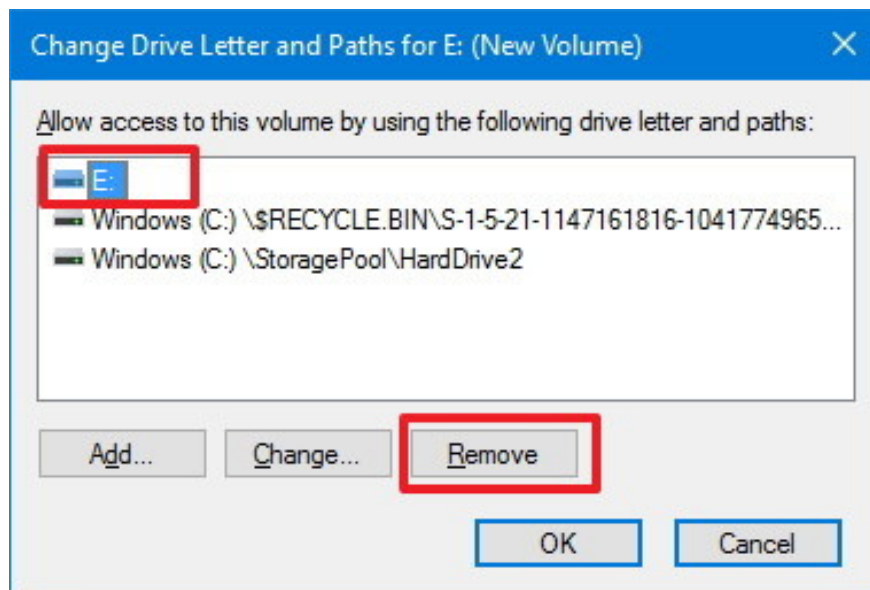 Change Drive Letter and Paths for E: (New Volume)
Allow access to this volume by using the following drive letter and paths:
E:
Windows (C:) \$RECYCLE.BIN\S-1-5-21-1147161816-1041774965...
Windows (C:) \StoragePool\HardDrive2
Add... Change... Remove
OK Cancel